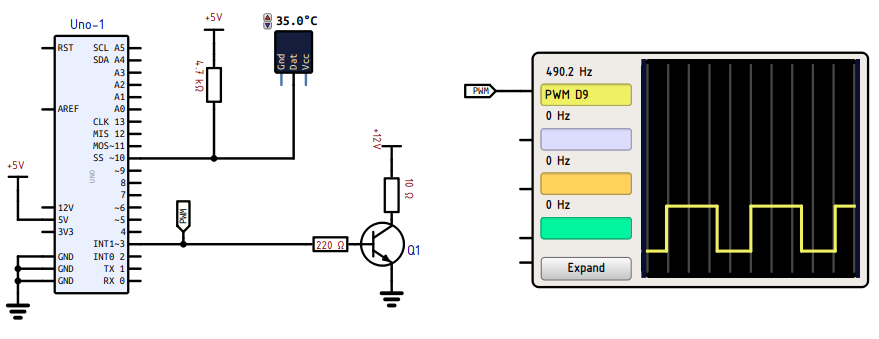 Uno-1
RST
AREF
12V
5V
3V3
GND
GND
GND
SCL A5
SDA A4
A3
A2
A1
A0
CLK 13
MIS 12
MOS~11
SS ~10
~9
8
7
~6
~5
4
INT1~3
INT0 2
TX 1
RX 0
UNO
+5V
+5V
4.7 kΩ
35.0°C
Gnd
Dat
Vcc
PWM
220 Ω
+12V
10 Ω
Q1
PWM
490.2 Hz
PWM D9
0 Hz
0 Hz
0 Hz
Expand